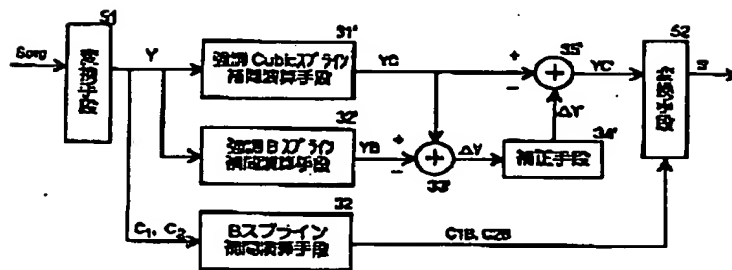 51
Sorg
Y
31'
強調Cubicスプライン
補間演算手段
YC
+
−
35'
YC'
52
S
ΔY'
32'
強調Bスプライン
補間演算手段
YB
+
−
33'
ΔY
34'
補正手段
C1, C2
32
Bスプライン
補間演算手段
C1B, C2B